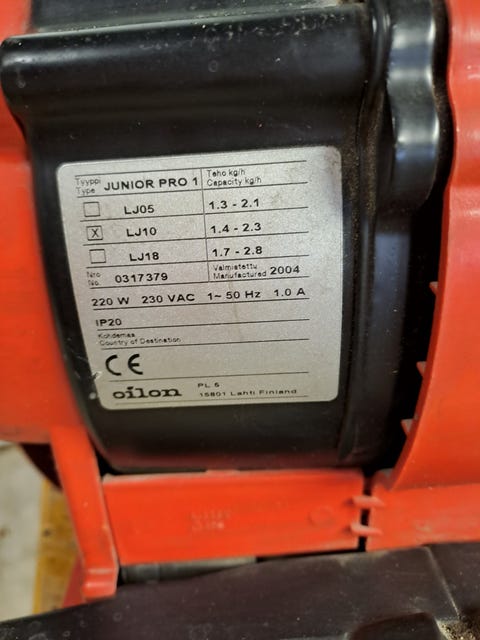 Tyyppi
Type JUNIOR PRO 1
Teho kg/h
Capacity kg/h
LJ05 1.3 - 2.1
X LJ10 1.4 - 2.3
LJ18 1.7 - 2.8
Nro
No. 0317379
Valmistettu
Manufactured 2004
220 W 230 VAC 1~ 50 Hz 1.0 A
IP20
Kohdemaa
Country of Destination
CE
oilon
PL 5
15801 Lahti Finland